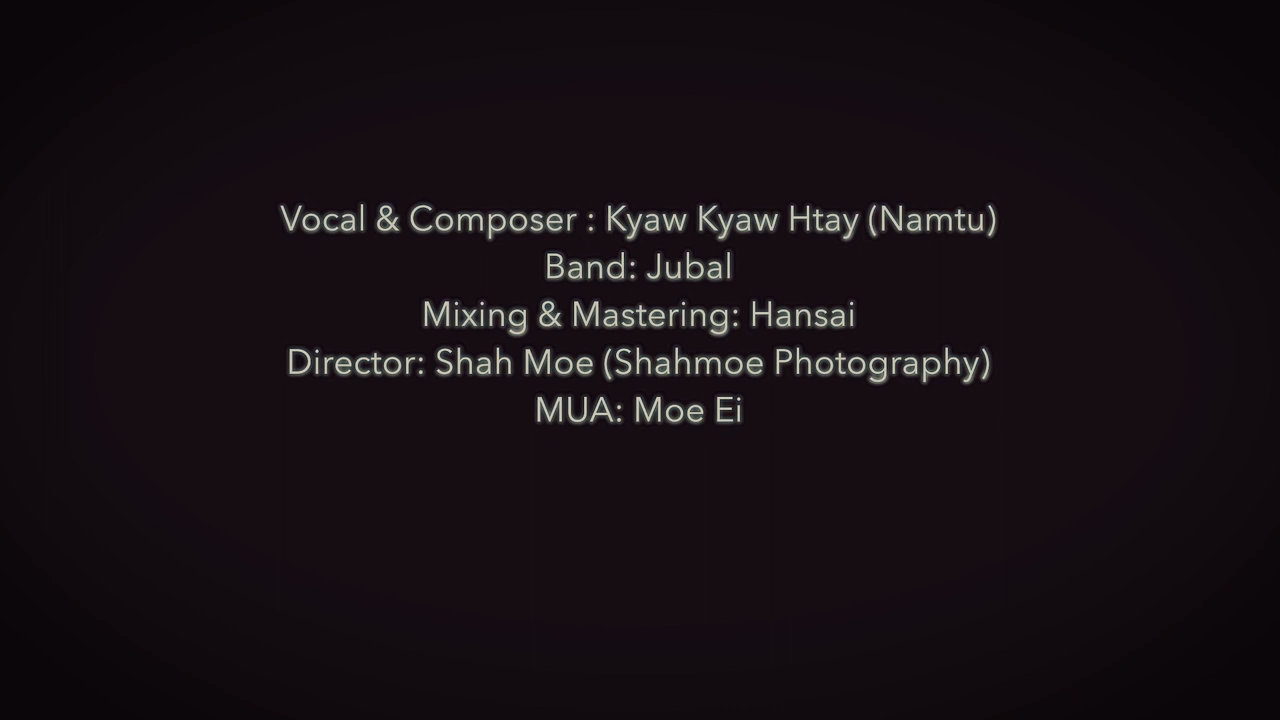 Vocal & Composer : Kyaw Kyaw Htay (Namtu)
Band: Jubal
Mixing & Mastering: Hansai
Director: Shah Moe (Shahmoe Photography)
MUA: Moe Ei